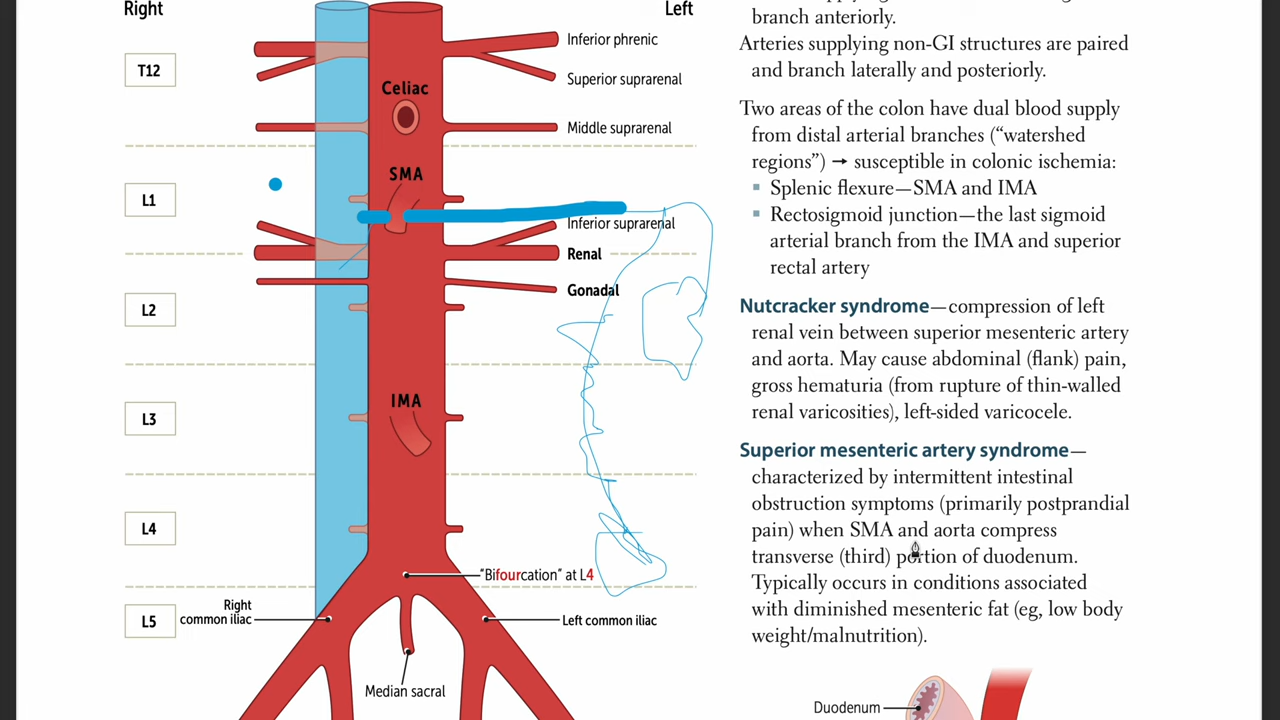 Right
Left
Inferior phrenic
T12
Superior suprarenal
Celiac
Middle suprarenal
SMA
L1
Inferior suprarenal
Renal
Gonadal
L2
IMA
L3
L4
"Bifourcation" at L4
Right
common iliac
L5
Left common iliac
Median sacral
branch anteriorly.
Arteries supplying non-GI structures are paired
and branch laterally and posteriorly.
Two areas of the colon have dual blood supply
from distal arterial branches (“watershed
regions”) → susceptible in colonic ischemia:
▪ Splenic flexure—SMA and IMA
▪ Rectosigmoid junction—the last sigmoid
arterial branch from the IMA and superior
rectal artery
Nutcracker syndrome—compression of left
renal vein between superior mesenteric artery
and aorta. May cause abdominal (flank) pain,
gross hematuria (from rupture of thin-walled
renal varicosities), left-sided varicocele.
Superior mesenteric artery syndrome—
characterized by intermittent intestinal
obstruction symptoms (primarily postprandial
pain) when SMA and aorta compress
transverse (third) portion of duodenum.
Typically occurs in conditions associated
with diminished mesenteric fat (eg, low body
weight/malnutrition).
Duodenum